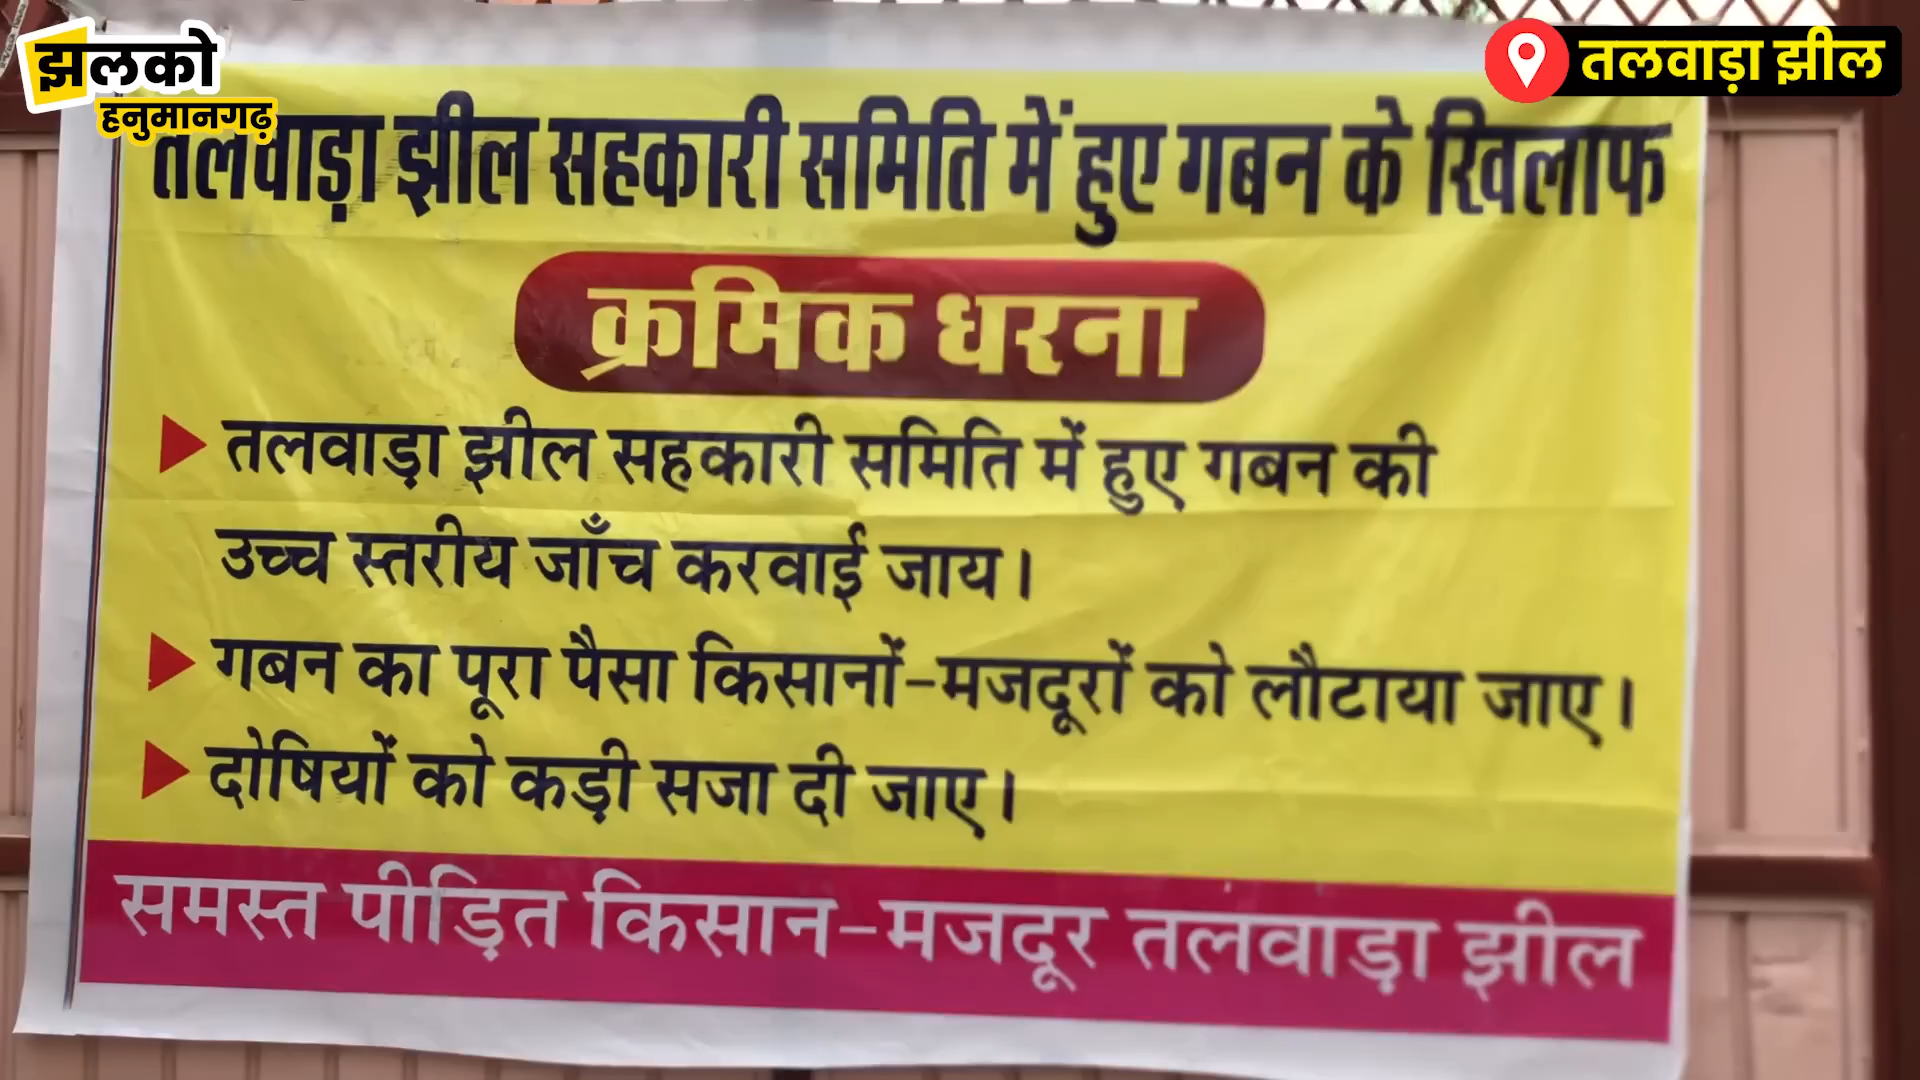 झलको
हनुमानगढ़
तलवाड़ा झील
तलवाड़ा झील सहकारी समिति में हुए गबन के खिलाफ
क्रमिक धरना
तलवाड़ा झील सहकारी समिति में हुए गबन की
उच्च स्तरीय जाँच करवाई जाय।
गबन का पूरा पैसा किसानों-मजदूरों को लौटाया जाए।
दोषियों को कड़ी सजा दी जाए।
समस्त पीड़ित किसान-मजदूर तलवाड़ा झील